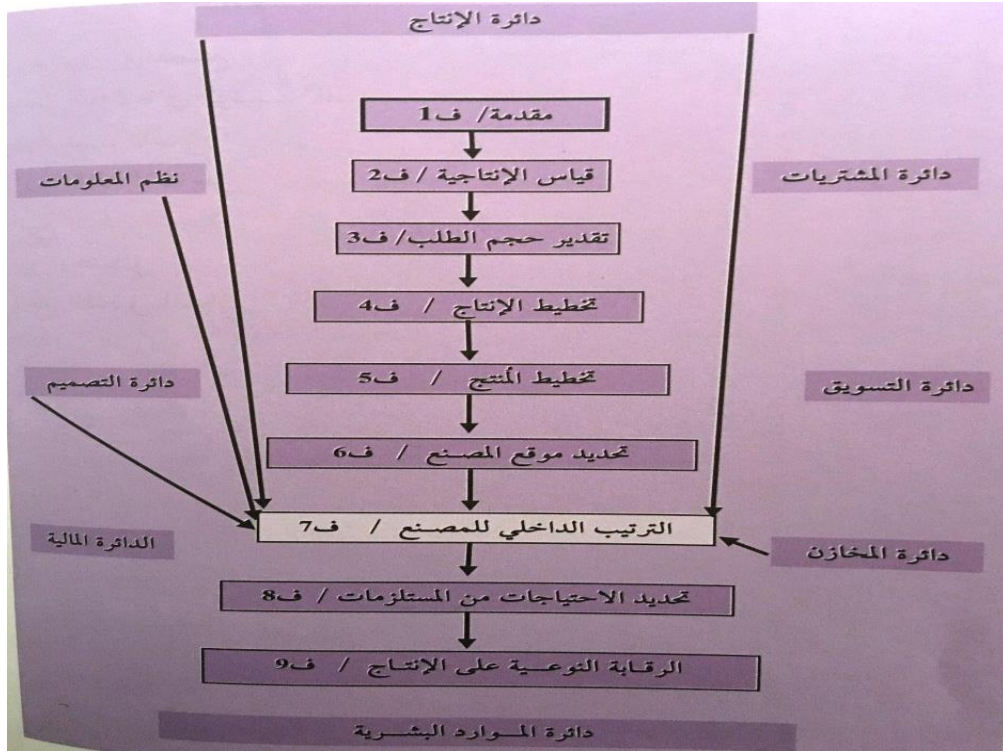 دائرة الإنتاج
مقدمة/ ف1
قياس الإنتاجية / ف2
دائرة المشتريات
نظم المعلومات
تقدير حجم الطلب/ ف3
تخطيط الإنتاج / ف4
تخطيط المُنتج / ف5
دائرة التسويق
دائرة التصميم
تحديد موقع المصنع / ف6
الترتيب الداخلي للمصنع / ف7
دائرة المخازن
الدائرة المالية
تحديد الاحتياجات من المستلزمات / ف8
الرقابة النوعية على الإنتاج / ف9
دائرة الموارد البشرية